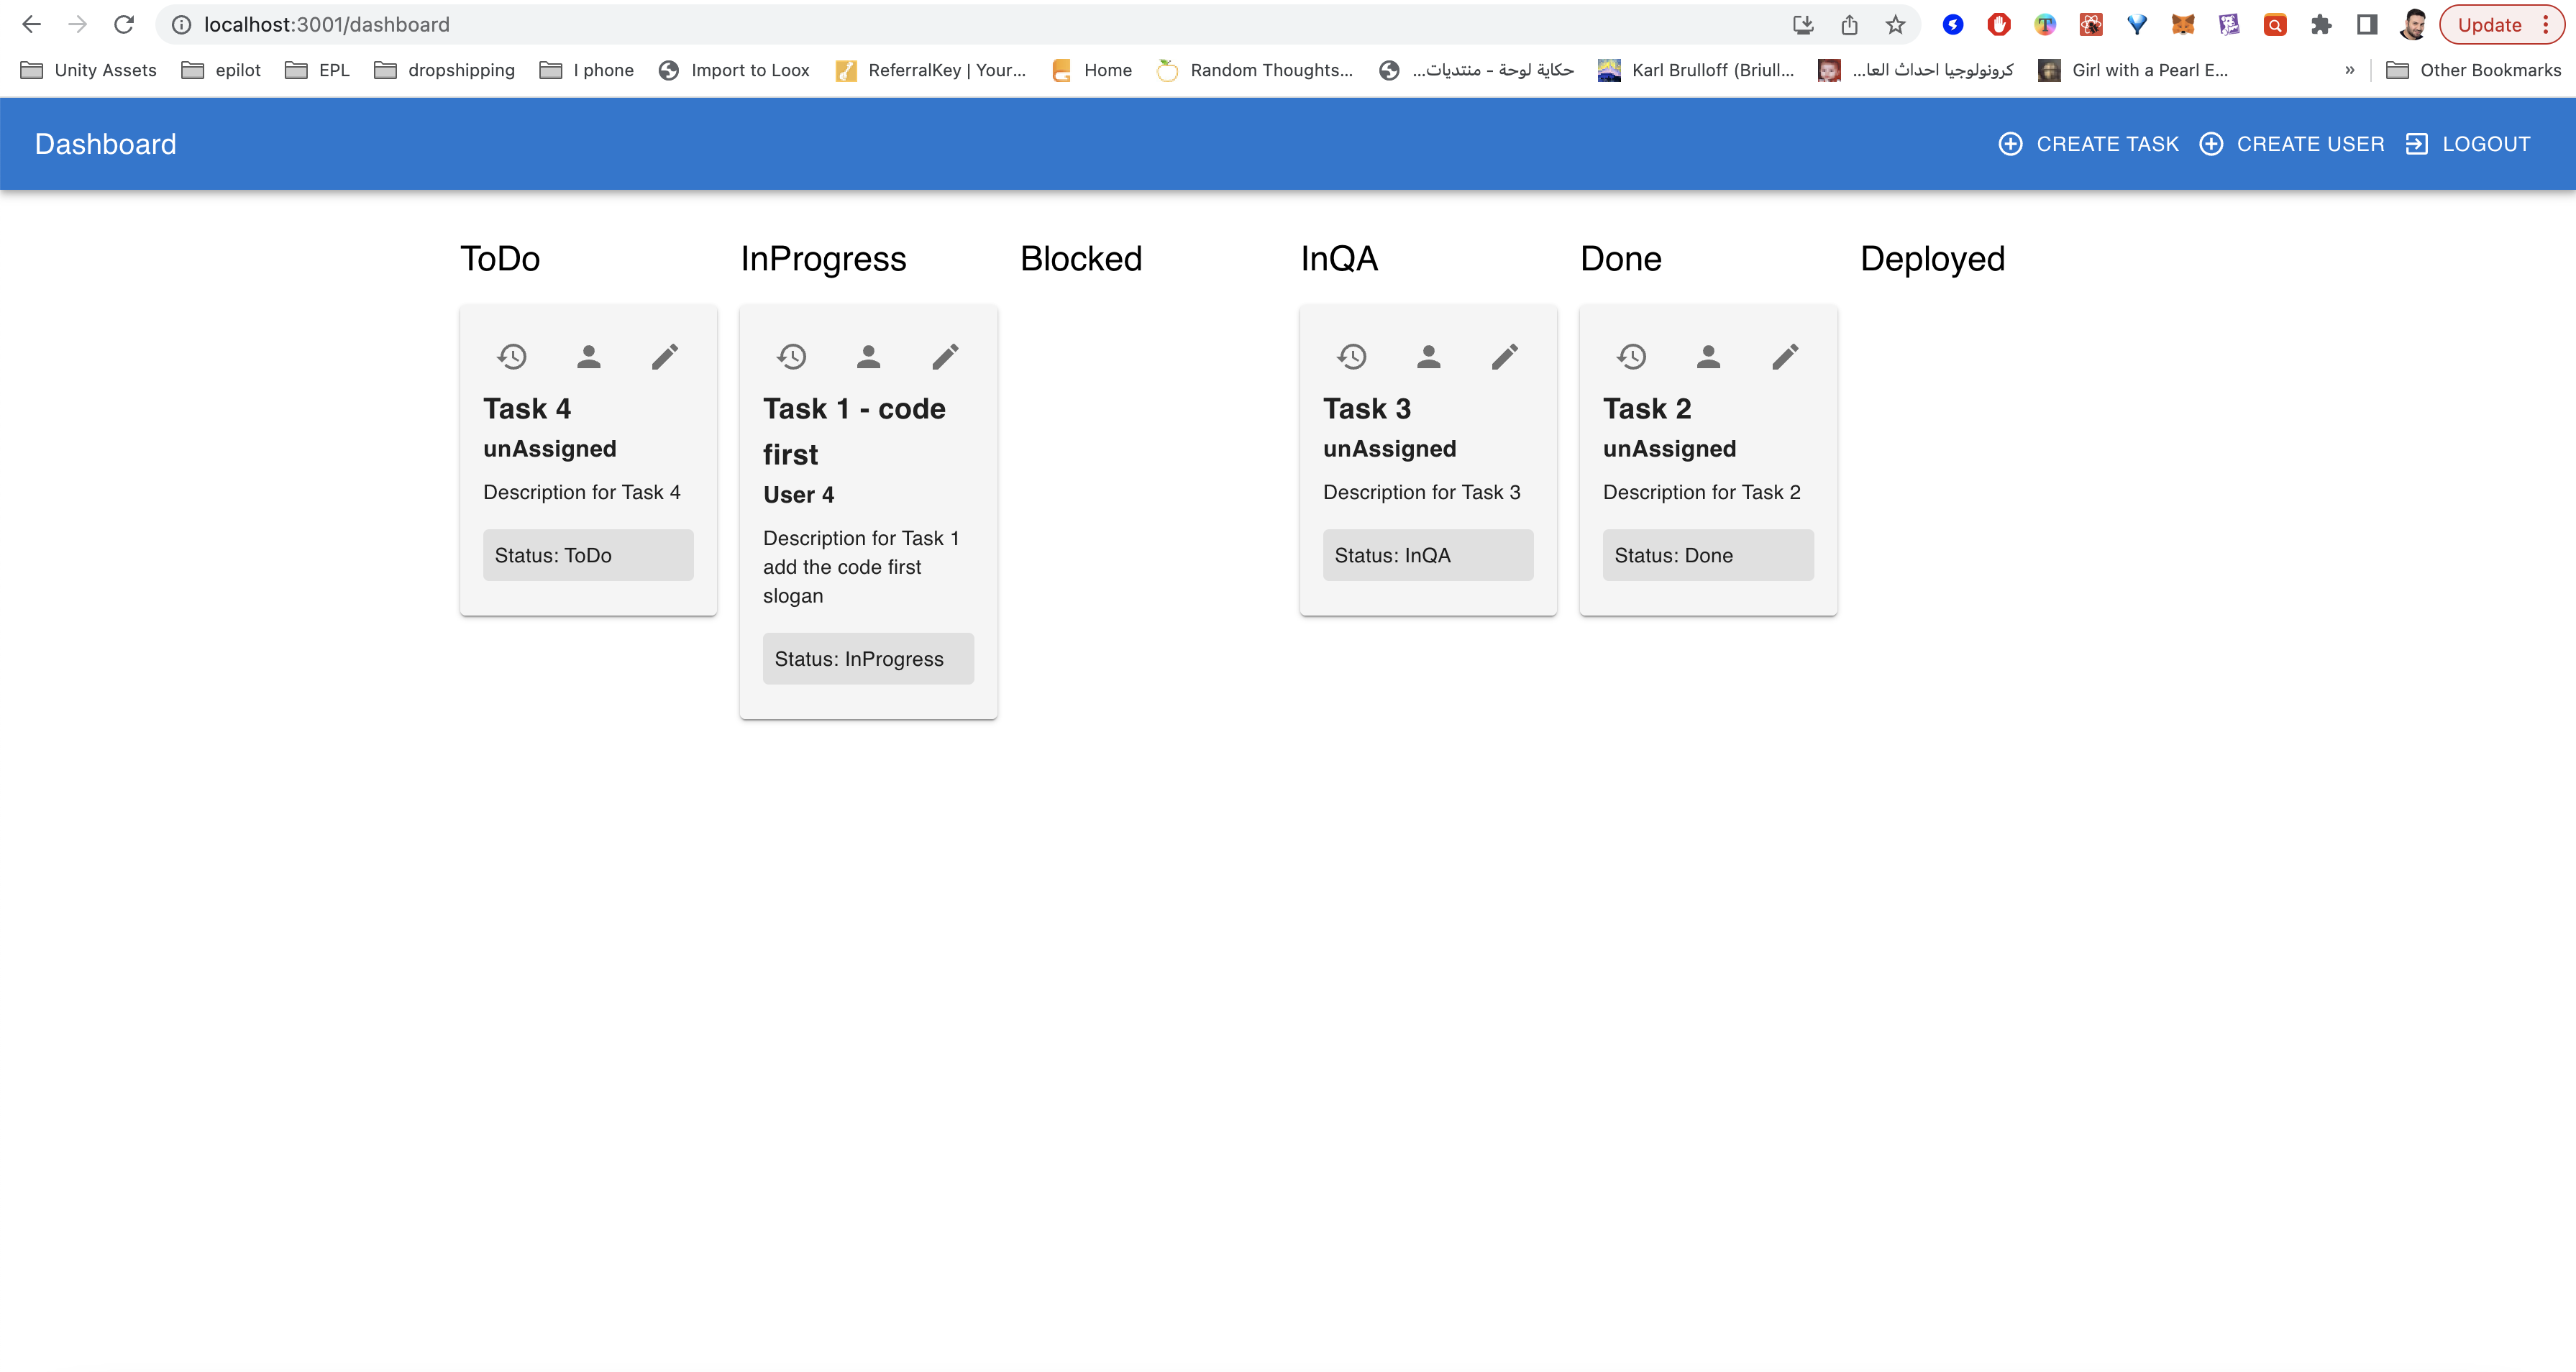 localhost:3001/dashboard
Update
Unity Assets
epilot
EPL
dropshipping
I phone
Import to Loox
ReferralKey | Your...
Home
Random Thoughts...
حكاية لوحة - منتديات...
Karl Brulloff (Briull...
كرونولوجيا احداث العا...
Girl with a Pearl E...
»
Other Bookmarks
Dashboard
CREATE TASK
CREATE USER
LOGOUT
ToDo
Task 4
unAssigned
Description for Task 4
Status: ToDo
InProgress
Task 1 - code
first
User 4
Description for Task 1
add the code first
slogan
Status: InProgress
Blocked
InQA
Task 3
unAssigned
Description for Task 3
Status: InQA
Done
Task 2
unAssigned
Description for Task 2
Status: Done
Deployed